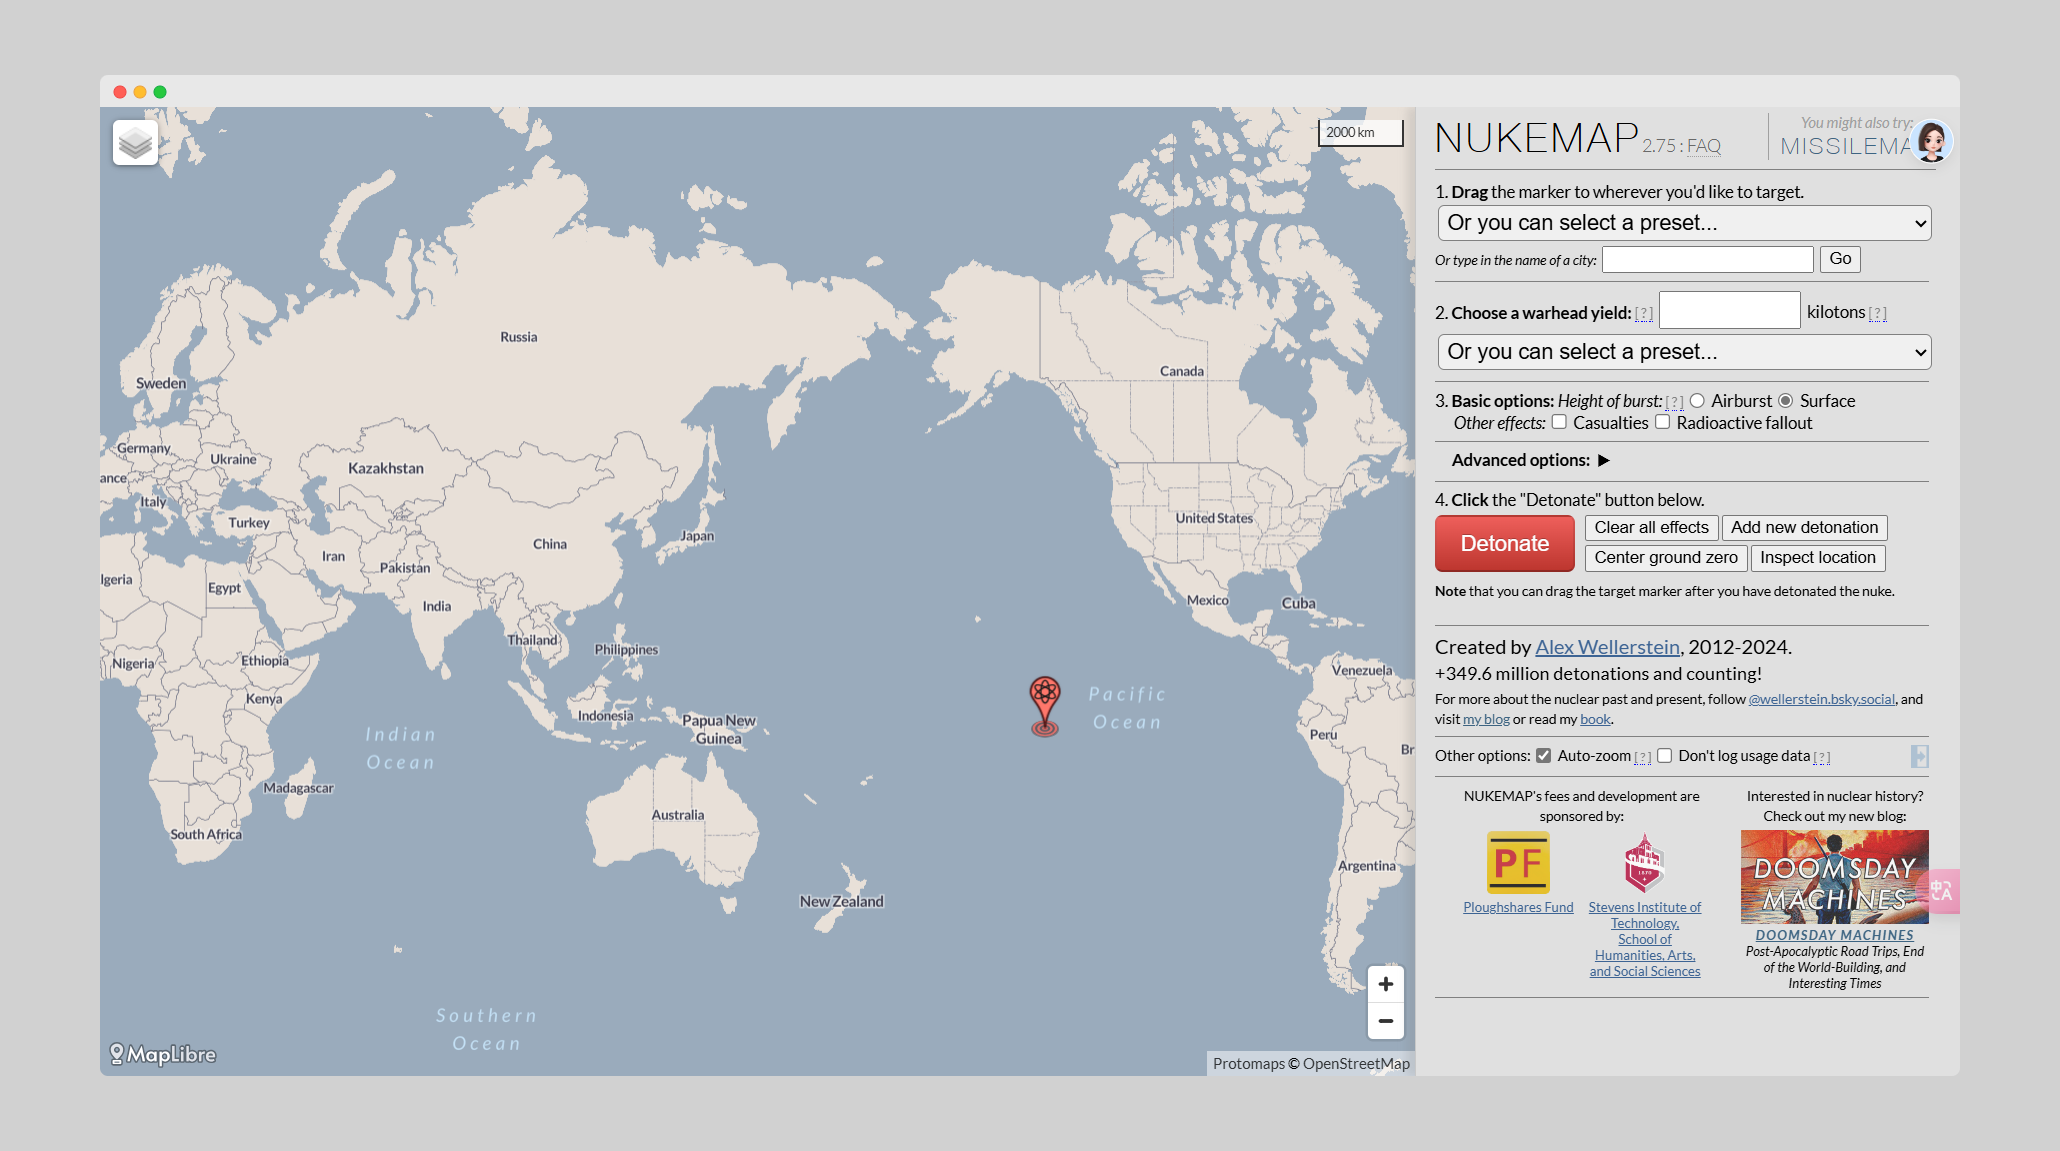 2000 km
Russia
Canada
Sweden
Germany
Ukraine
Kazakhstan
ance
Italy
Turkey
United States
Japan
China
Iran
Pakistan
lgeria
Egypt
India
Mexico
Cuba
Thailand
Philippines
Nigeria
Ethiopia
Venezuela
Kenya
Pacific
Ocean
Indonesia
Papua New
Guinea
Indian
Ocean
Peru
Br
Madagascar
Australia
South Africa
Argentina
New Zealand
Southern
Ocean
MapLibre
Protomaps © OpenStreetMap
NUKEMAP 2.75 : FAQ
You might also try:
MISSILEMA
1. Drag the marker to wherever you'd like to target.
Or you can select a preset...
Or type in the name of a city: Go
2. Choose a warhead yield: [?] kilotons [?]
Or you can select a preset...
3. Basic options: Height of burst: [?] Airburst Surface
Other effects: Casualties Radioactive fallout
Advanced options: ▶
4. Click the "Detonate" button below.
Detonate
Clear all effects Add new detonation
Center ground zero Inspect location
Note that you can drag the target marker after you have detonated the nuke.
Created by Alex Wellerstein, 2012-2024.
+349.6 million detonations and counting!
For more about the nuclear past and present, follow @wellerstein.bsky.social, and
visit my blog or read my book.
Other options: Auto-zoom [?] Don't log usage data [?]
NUKEMAP's fees and development are
sponsored by:
PF
Ploughshares Fund
1870
Stevens Institute of
Technology,
School of
Humanities, Arts,
and Social Sciences
Interested in nuclear history?
Check out my new blog:
DOOMSDAY
MACHINES
DOOMSDAY MACHINES
Post-Apocalyptic Road Trips, End
of the World-Building, and
Interesting Times
中 A